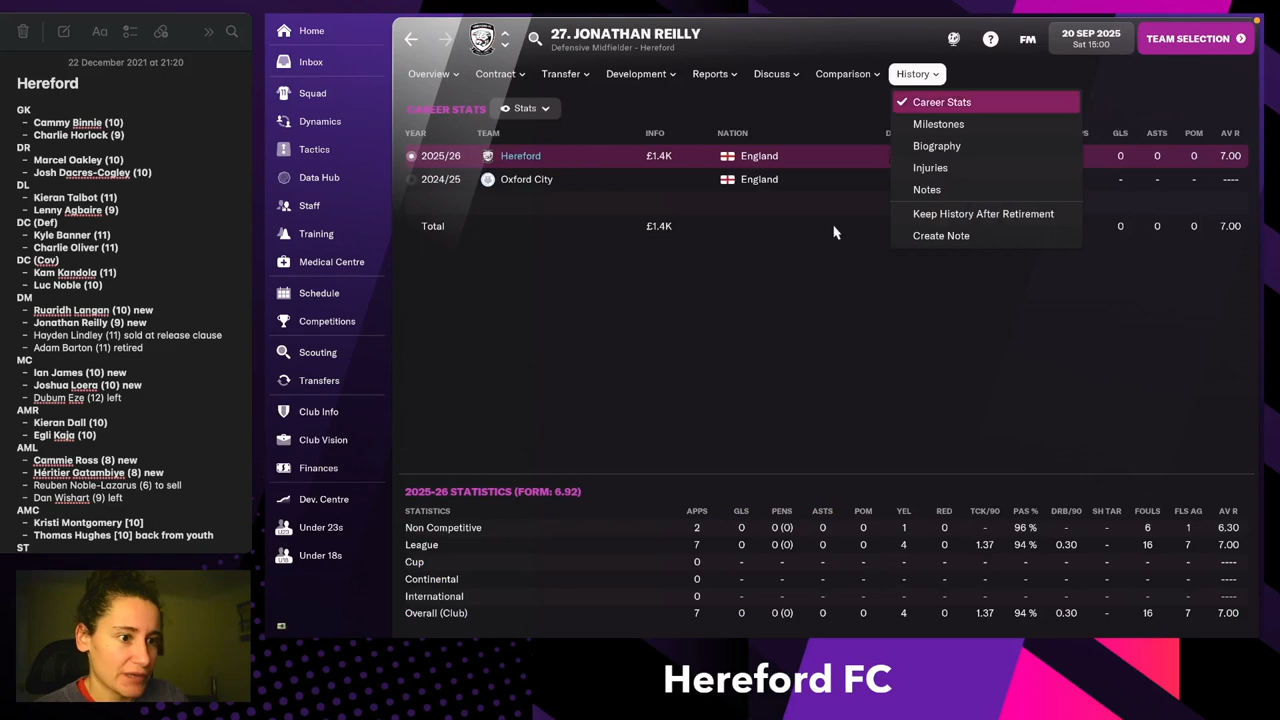 22 December 2021 at 21:20
Hereford
GK
– Cammy Binnie (10)
– Charlie Horlock (9)
DR
– Marcel Oakley (10)
– Josh Dacres-Cogley (10)
DL
– Kieran Talbot (11)
– Lenny Agbaire (9)
DC (Def)
– Kyle Banner (11)
– Charlie Oliver (11)
DC (Cov)
– Kam Kandola (11)
– Luc Noble (10)
DM
– Ruaridh Langan (10) new
– Jonathan Reilly (9) new
– Hayden Lindley (11) sold at release clause
– Adam Barton (11) retired
MC
– Ian James (10) new
– Joshua Loera (10) new
– Dubum Eze (12) left
AMR
– Kieran Dall (10)
– Egli Kaja (10)
AML
– Cammie Ross (8) new
– Héritier Gatambiye (8) new
– Reuben Noble-Lazarus (6) to sell
– Dan Wishart (9) left
AMC
– Kristi Montgomery [10]
– Thomas Hughes [10] back from youth
ST
Home
Inbox
Squad
Dynamics
Tactics
Data Hub
Staff
Training
Medical Centre
Schedule
Competitions
Scouting
Transfers
Club Info
Club Vision
Finances
Dev. Centre
Under 23s
Under 18s
27. JONATHAN REILLY
Defensive Midfielder - Hereford
? FM 20 SEP 2025 Sat 15:00 TEAM SELECTION
Overview Contract Transfer Development Reports Discuss Comparison History
CAREER STATS Stats
YEAR TEAM INFO NATION GLS ASTS POM AV R
2025/26 Hereford £1.4K England 0 0 0 7.00
2024/25 Oxford City England - - - ----
Total £1.4K 0 0 0 7.00
Career Stats
Milestones
Biography
Injuries
Notes
Keep History After Retirement
Create Note
2025-26 STATISTICS (FORM: 6.92)
STATISTICS APPS GLS PENS ASTS POM YEL RED TCK/90 PAS % DRB/90 SH TAR FOULS FLS AG AV R
Non Competitive 2 0 0 (0) 0 0 1 0 - 96 % - - 6 1 6.30
League 7 0 0 (0) 0 0 4 0 1.37 94 % 0.30 - 16 7 7.00
Cup 0 - - - - - - - - - - - - ----
Continental 0 - - - - - - - - - - - - ----
International 0 - - - - - - - - - - - - ----
Overall (Club) 7 0 0 (0) 0 0 4 0 1.37 94 % 0.30 - 16 7 7.00
Hereford FC